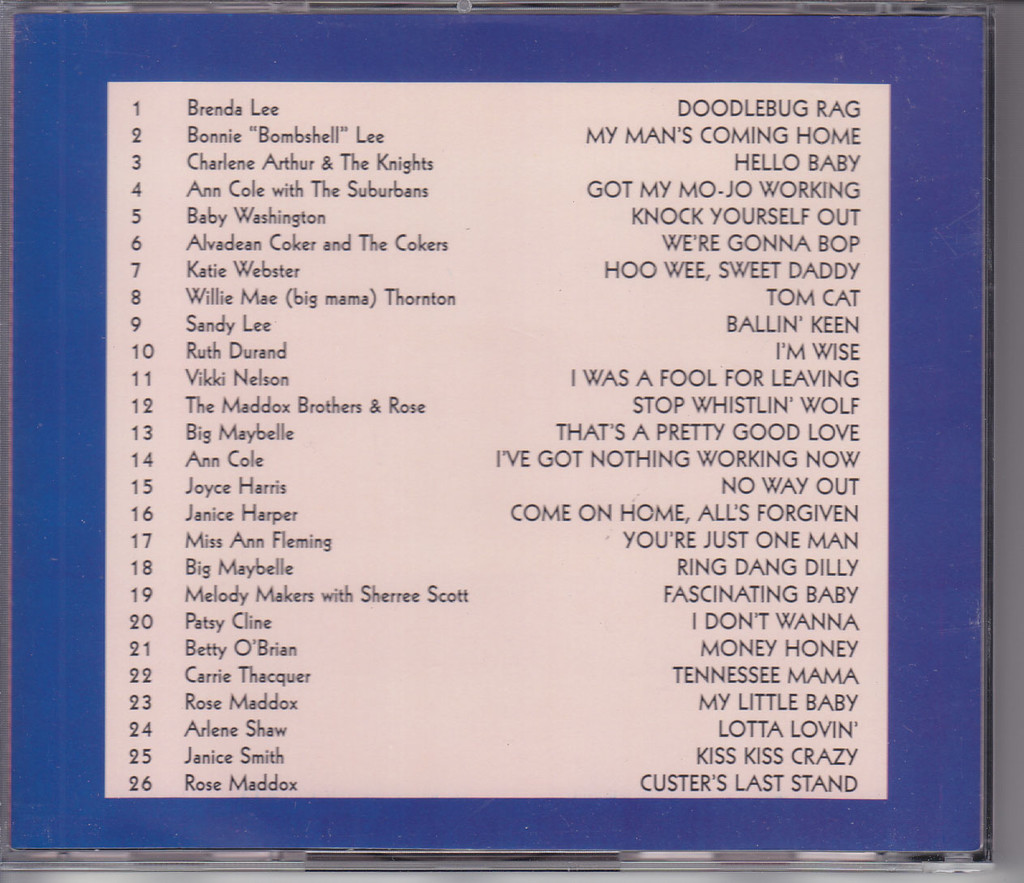 1 Brenda Lee DOODLEBUG RAG
2 Bonnie "Bombshell" Lee MY MAN'S COMING HOME
3 Charlene Arthur & The Knights HELLO BABY
4 Ann Cole with The Suburbans GOT MY MO-JO WORKING
5 Baby Washington KNOCK YOURSELF OUT
6 Alvadean Coker and The Cokers WE'RE GONNA BOP
7 Katie Webster HOO WEE, SWEET DADDY
8 Willie Mae (big mama) Thornton TOM CAT
9 Sandy Lee BALLIN' KEEN
10 Ruth Durand I'M WISE
11 Vikki Nelson I WAS A FOOL FOR LEAVING
12 The Maddox Brothers & Rose STOP WHISTLIN' WOLF
13 Big Maybelle THAT'S A PRETTY GOOD LOVE
14 Ann Cole I'VE GOT NOTHING WORKING NOW
15 Joyce Harris NO WAY OUT
16 Janice Harper COME ON HOME, ALL'S FORGIVEN
17 Miss Ann Fleming YOU'RE JUST ONE MAN
18 Big Maybelle RING DANG DILLY
19 Melody Makers with Sherree Scott FASCINATING BABY
20 Patsy Cline I DON'T WANNA
21 Betty O'Brian MONEY HONEY
22 Carrie Thacquer TENNESSEE MAMA
23 Rose Maddox MY LITTLE BABY
24 Arlene Shaw LOTTA LOVIN'
25 Janice Smith KISS KISS CRAZY
26 Rose Maddox CUSTER'S LAST STAND